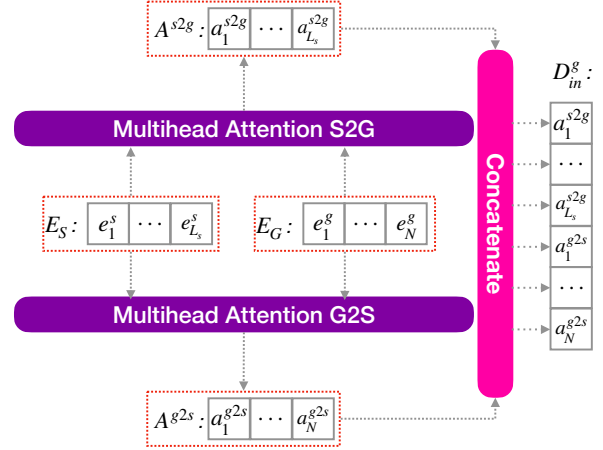 A^{s2g}: a_1^{s2g} ⋯ a_{L_s}^{s2g}
D_{in}^g:
Multihead Attention S2G
a_1^{s2g}
⋯
a_{L_s}^{s2g}
a_1^{g2s}
⋯
a_N^{g2s}
Concatenate
E_S: e_1^s ⋯ e_{L_s}^s
E_G: e_1^g ⋯ e_N^g
Multihead Attention G2S
A^{g2s}: a_1^{g2s} ⋯ a_N^{g2s}